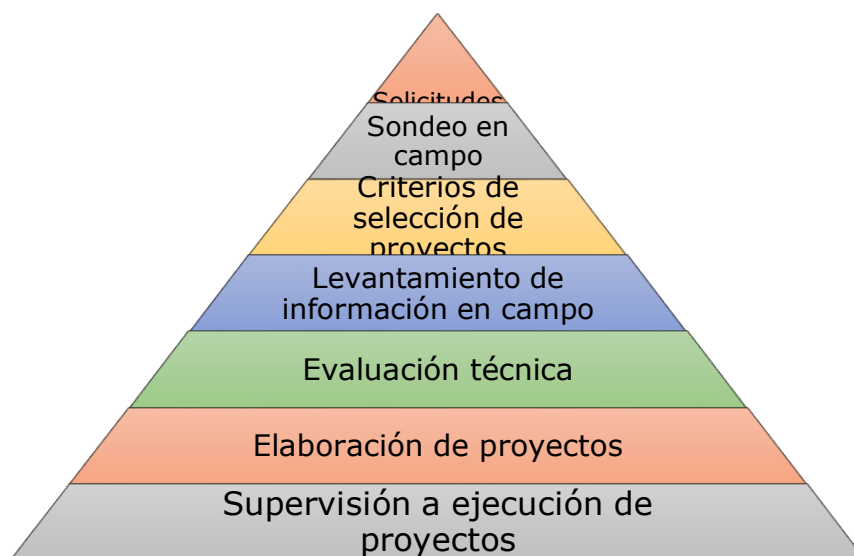 Solicitudes
Sondeo en
campo
Criterios de
selección de
proyectos
Levantamiento de
información en campo
Evaluación técnica
Elaboración de proyectos
Supervisión a ejecución de
proyectos